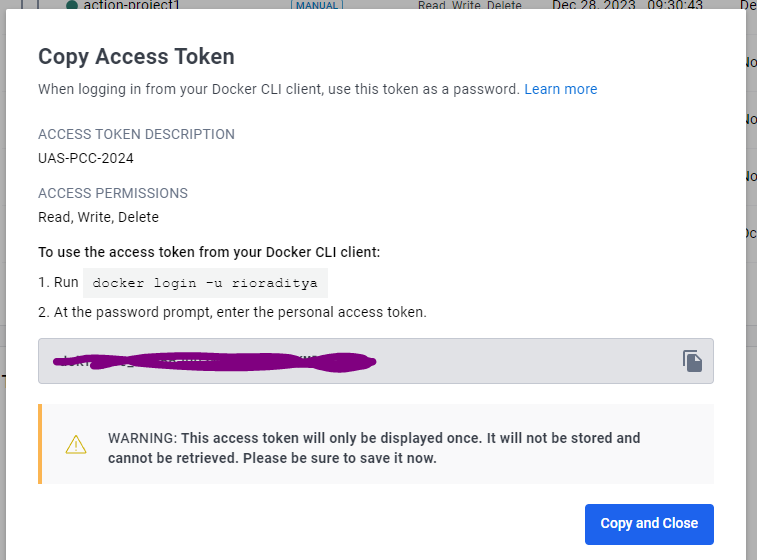 action-project1 MANUAL Read, Write, Delete Dec 28, 2023 09:30:43
Copy Access Token
When logging in from your Docker CLI client, use this token as a password. Learn more
ACCESS TOKEN DESCRIPTION
UAS-PCC-2024
ACCESS PERMISSIONS
Read, Write, Delete
To use the access token from your Docker CLI client:
1. Run docker login -u rioraditya
2. At the password prompt, enter the personal access token.
WARNING: This access token will only be displayed once. It will not be stored and
cannot be retrieved. Please be sure to save it now.
Copy and Close